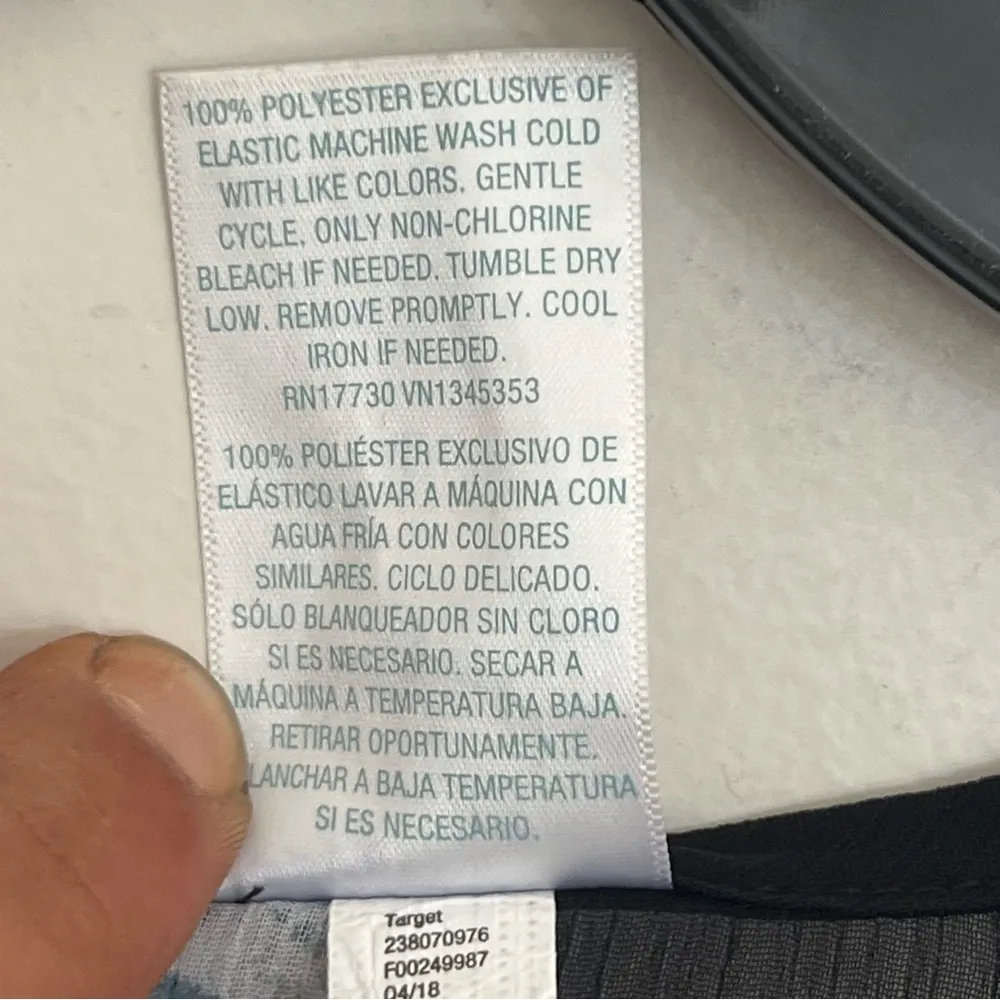 100% POLYESTER EXCLUSIVE OF
ELASTIC MACHINE WASH COLD
WITH LIKE COLORS. GENTLE
CYCLE. ONLY NON-CHLORINE
BLEACH IF NEEDED. TUMBLE DRY
LOW. REMOVE PROMPTLY. COOL
IRON IF NEEDED.
RN17730 VN1345353
100% POLIÉSTER EXCLUSIVO DE
ELÁSTICO LAVAR A MÁQUINA CON
AGUA FRÍA CON COLORES
SIMILARES. CICLO DELICADO.
SÓLO BLANQUEADOR SIN CLORO
SI ES NECESARIO. SECAR A
MÁQUINA A TEMPERATURA BAJA.
RETIRAR OPORTUNAMENTE.
LANCHAR A BAJA TEMPERATURA
SI ES NECESARIO.
Target
238070976
F00249987
04/18